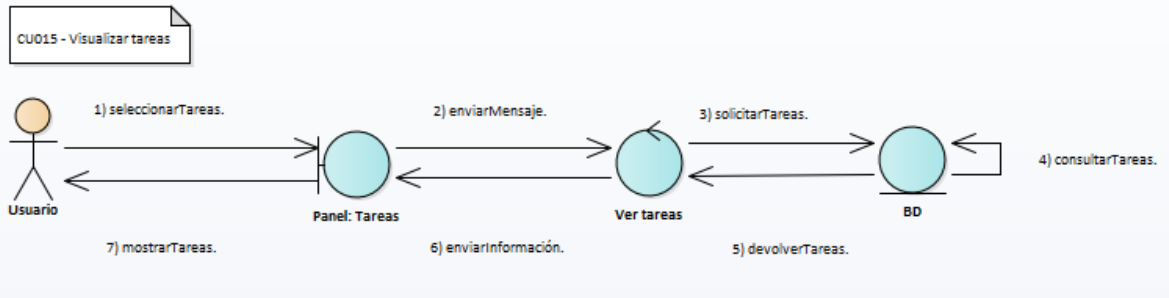 CU015 - Visualizar tareas
1) seleccionarTareas.
2) enviarMensaje.
3) solicitarTareas.
4) consultarTareas.
Usuario
Panel: Tareas
Ver tareas
BD
7) mostrarTareas.
6) enviarInformación.
5) devolverTareas.